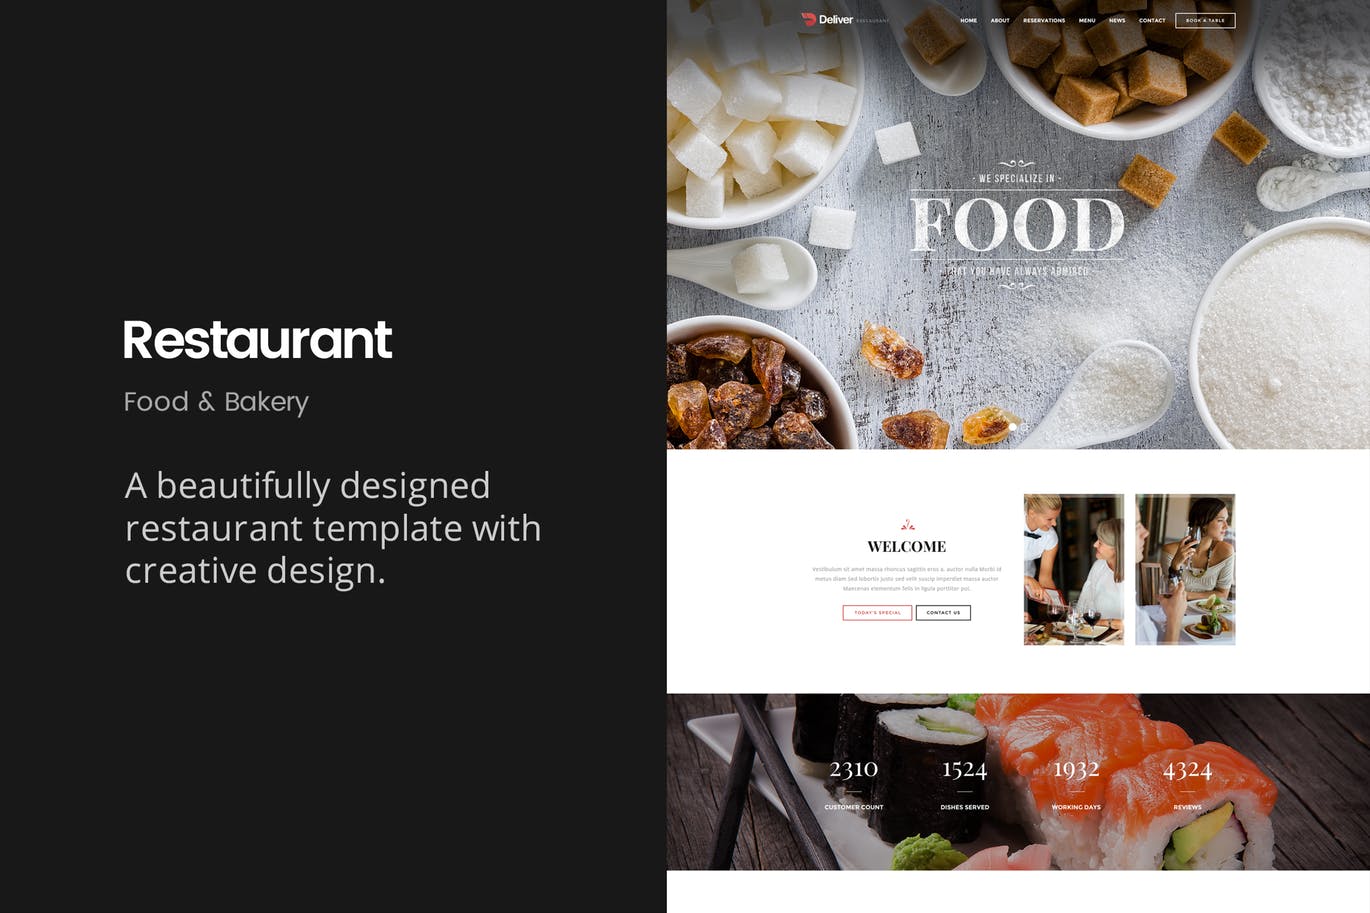 Restaurant
Food & Bakery
A beautifully designed
restaurant template with
creative design.
Deliver RESTAURANT
HOME ABOUT RESERVATIONS MENU NEWS CONTACT BOOK A TABLE
- WE SPECIALIZE IN -
FOOD
THAT YOU HAVE ALWAYS ADMIRED
WELCOME
Vestibulum sit amet massa rhoncus sagittin eros a, auctor nulla Morbi id
metus diam Sed lobortix justo sed velit suscip imperdiet massa auctor
Maecenas elementum felis in ligula porttitor poi.
TODAY'S SPECIAL CONTACT US
2310 1524 1932 4324
CUSTOMER COUNT DISHES SERVED WORKING DAYS REVIEWS